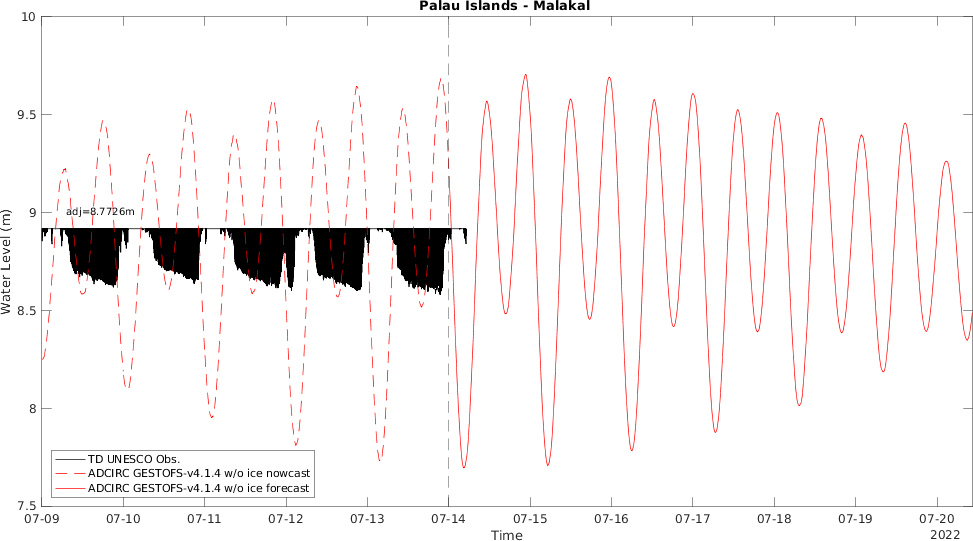 Palau Islands - Malakal
10
9.5
9
8.5
8
7.5
Water Level (m)
adj=8.7726m
TD UNESCO Obs.
ADCIRC GESTOFS-v4.1.4 w/o ice nowcast
ADCIRC GESTOFS-v4.1.4 w/o ice forecast
07-09 07-10 07-11 07-12 07-13 07-14 07-15 07-16 07-17 07-18 07-19 07-20
Time
2022